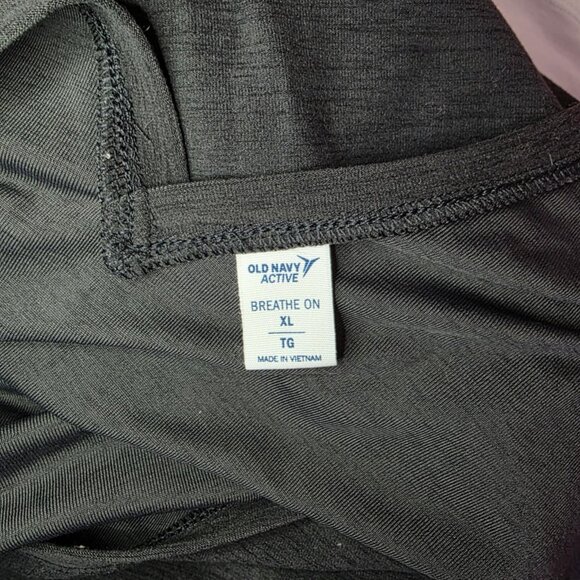 OLD NAVY
ACTIVE
BREATHE ON
XL
TG
MADE IN VIETNAM